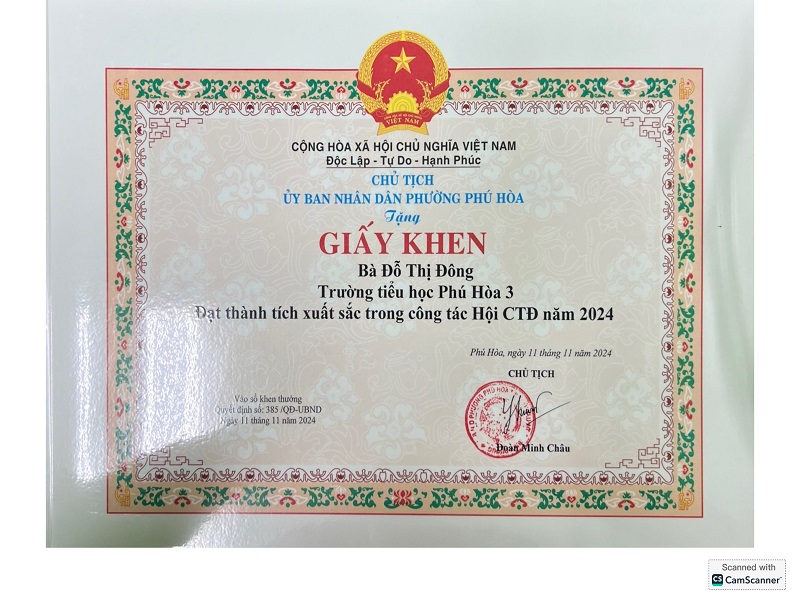 VIỆT NAM
CỘNG HÒA XÃ HỘI CHỦ NGHĨA VIỆT NAM
Độc Lập - Tự Do - Hạnh Phúc
CHỦ TỊCH
ỦY BAN NHÂN DÂN PHƯỜNG PHÚ HÒA
Tặng
GIẤY KHEN
Bà Đỗ Thị Đông
Trường tiểu học Phú Hòa 3
Đạt thành tích xuất sắc trong công tác Hội CTĐ năm 2024
Phú Hòa, ngày 11 tháng 11 năm 2024
CHỦ TỊCH
Vào sổ khen thưởng
Quyết định số: 385 /QĐ-UBND
Ngày 11 tháng 11 năm 2024
Đoàn Minh Châu
Scanned with
CS CamScanner